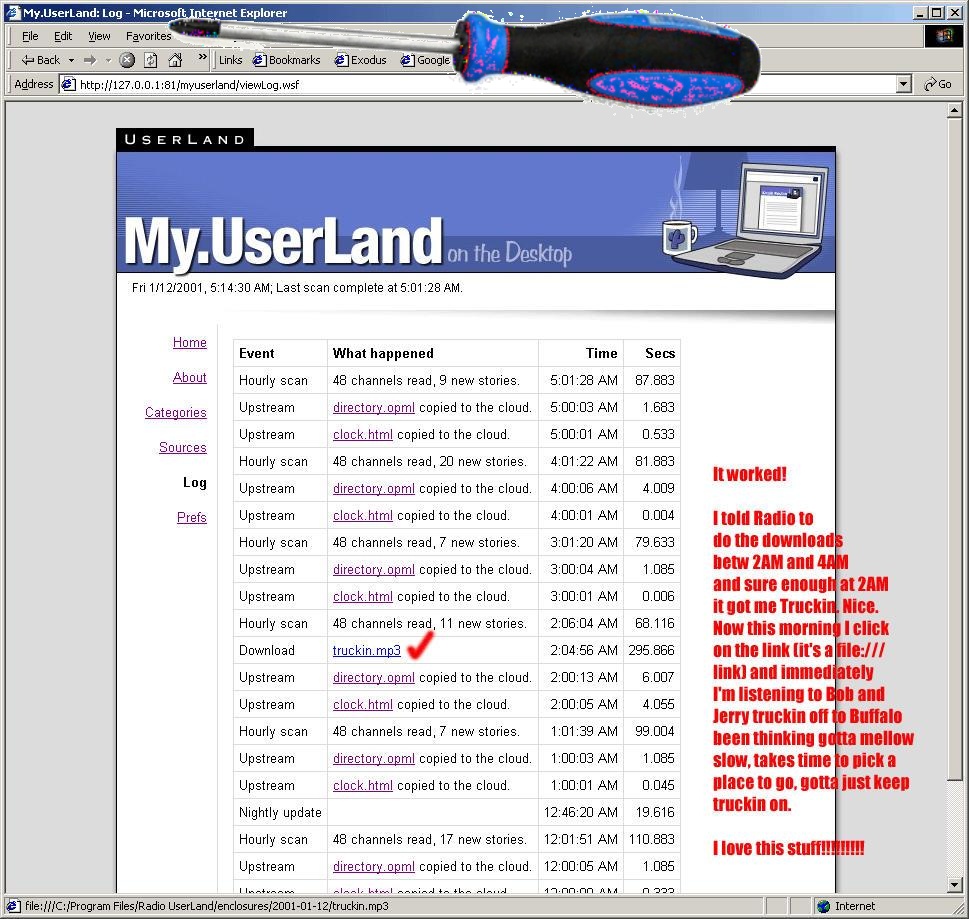 My.UserLand: Log - Microsoft Internet Explorer
File Edit View Favorites
Back » Links Bookmarks Exodus Google
Address http://127.0.0.1:81/myuserland/viewLog.wsf Go
USERLAND
My.UserLand on the Desktop
Fri 1/12/2001, 5:14:30 AM; Last scan complete at 5:01:28 AM.
Home
About
Categories
Sources
Log
Prefs
Event What happened Time Secs
Hourly scan 48 channels read, 9 new stories. 5:01:28 AM 87.883
Upstream directory.opml copied to the cloud. 5:00:03 AM 1.683
Upstream clock.html copied to the cloud. 5:00:01 AM 0.533
Hourly scan 48 channels read, 20 new stories. 4:01:22 AM 81.883
Upstream directory.opml copied to the cloud. 4:00:06 AM 4.009
Upstream clock.html copied to the cloud. 4:00:01 AM 0.004
Hourly scan 48 channels read, 7 new stories. 3:01:20 AM 79.633
Upstream directory.opml copied to the cloud. 3:00:04 AM 1.085
Upstream clock.html copied to the cloud. 3:00:01 AM 0.006
Hourly scan 48 channels read, 11 new stories. 2:06:04 AM 68.116
Download truckin.mp3 2:04:56 AM 295.866
Upstream directory.opml copied to the cloud. 2:00:13 AM 6.007
Upstream clock.html copied to the cloud. 2:00:05 AM 4.055
Hourly scan 48 channels read, 7 new stories. 1:01:39 AM 99.004
Upstream directory.opml copied to the cloud. 1:00:03 AM 1.085
Upstream clock.html copied to the cloud. 1:00:01 AM 0.045
Nightly update 12:46:20 AM 19.616
Hourly scan 48 channels read, 17 new stories. 12:01:51 AM 110.883
Upstream directory.opml copied to the cloud. 12:00:05 AM 1.085
Upstream clock.html copied to the cloud. 12:00:00 AM 0.333
It worked!
I told Radio to
do the downloads
betw 2AM and 4AM
and sure enough at 2AM
it got me Truckin. Nice.
Now this morning I click
on the link (it's a file:///
link) and immediately
I'm listening to Bob and
Jerry truckin off to Buffalo
been thinking gotta mellow
slow, takes time to pick a
place to go, gotta just keep
truckin on.
I love this stuff!!!!!!!!!
file:///C:/Program Files/Radio UserLand/enclosures/2001-01-12/truckin.mp3 Internet